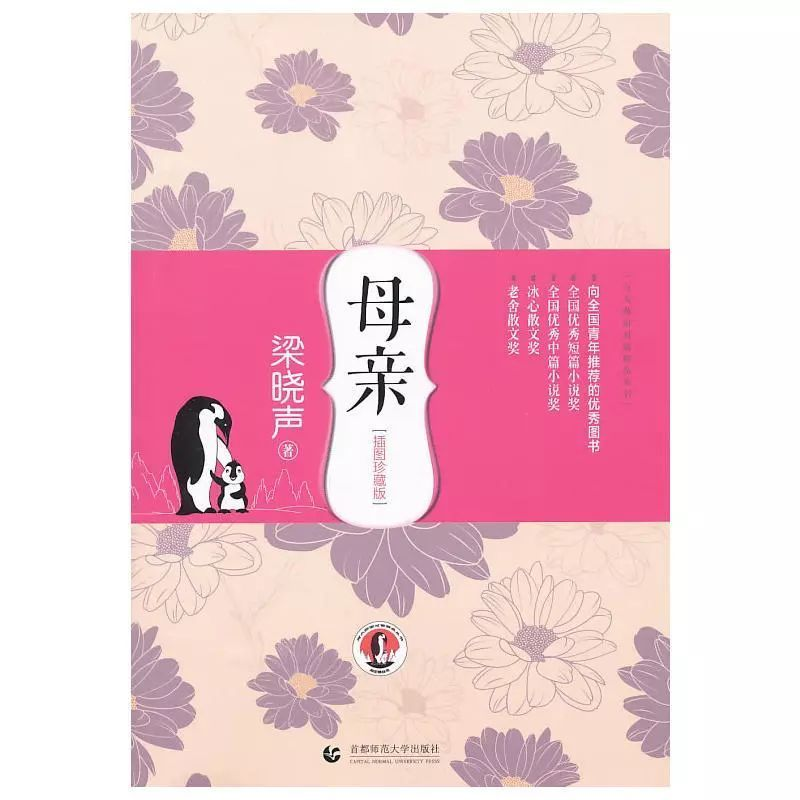 母亲
[插图珍藏版]
梁晓声
著
向全国青年推荐的优秀图书
全国优秀短篇小说奖
全国优秀中篇小说奖
冰心散文奖
老舍散文奖
首都师范大学出版社
CAPITAL NORMAL UNIVERSITY PRESS